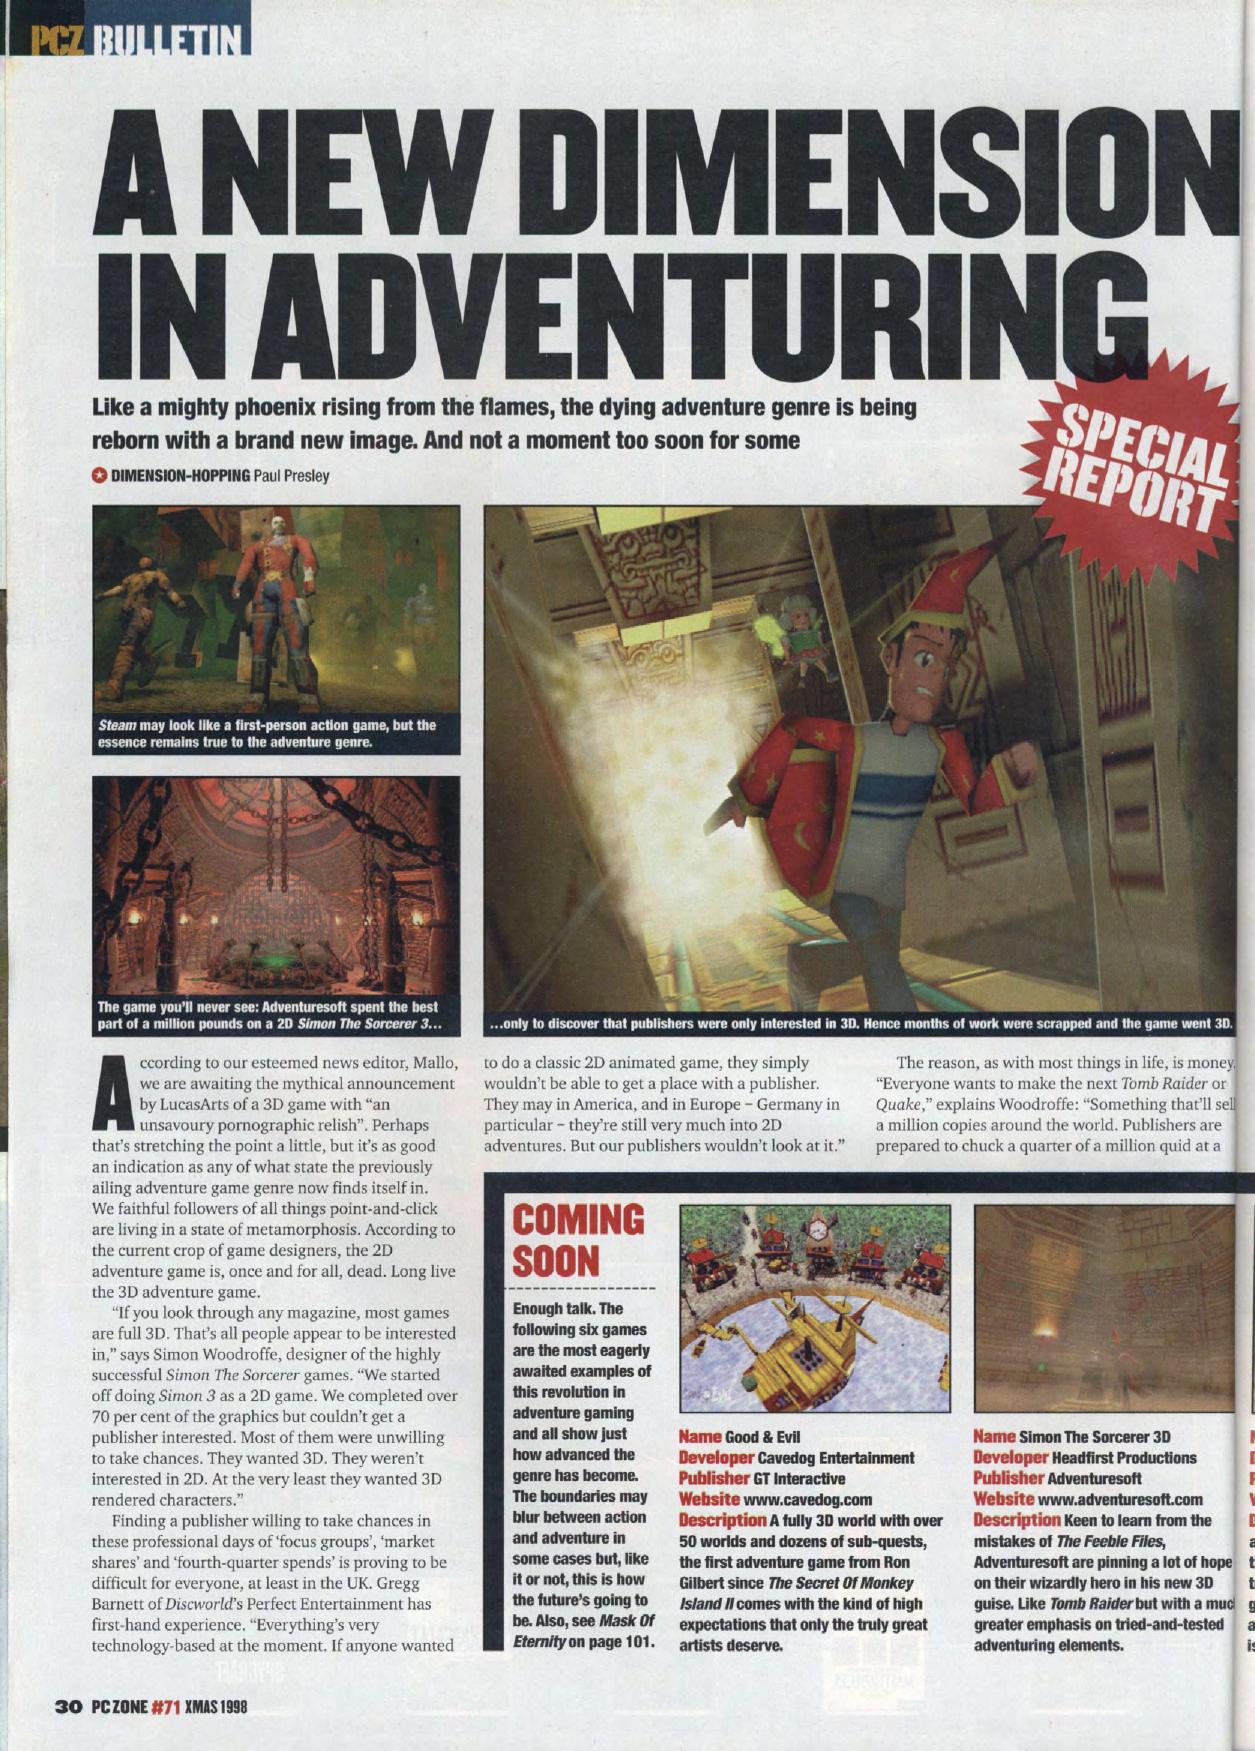 PCZ BULLETIN
A NEW DIMENSION
IN ADVENTURING
Like a mighty phoenix rising from the flames, the dying adventure genre is being
reborn with a brand new image. And not a moment too soon for some
DIMENSION-HOPPING Paul Presley
SPECIAL
REPORT
Steam may look like a first-person action game, but the
essence remains true to the adventure genre.
The game you'll never see: Adventuresoft spent the best
part of a million pounds on a 2D Simon The Sorcerer 3...
...only to discover that publishers were only interested in 3D. Hence months of work were scrapped and the game went 3D.
According to our esteemed news editor, Mallo,
we are awaiting the mythical announcement
by LucasArts of a 3D game with "an
unsavoury pornographic relish". Perhaps
that's stretching the point a little, but it's as good
an indication as any of what state the previously
ailing adventure game genre now finds itself in.
We faithful followers of all things point-and-click
are living in a state of metamorphosis. According to
the current crop of game designers, the 2D
adventure game is, once and for all, dead. Long live
the 3D adventure game.
"If you look through any magazine, most games
are full 3D. That's all people appear to be interested
in," says Simon Woodroffe, designer of the highly
successful Simon The Sorcerer games. "We started
off doing Simon 3 as a 2D game. We completed over
70 per cent of the graphics but couldn't get a
publisher interested. Most of them were unwilling
to take chances. They wanted 3D. They weren't
interested in 2D. At the very least they wanted 3D
rendered characters."
Finding a publisher willing to take chances in
these professional days of 'focus groups', 'market
shares' and 'fourth-quarter spends' is proving to be
difficult for everyone, at least in the UK. Gregg
Barnett of Discworld's Perfect Entertainment has
first-hand experience. "Everything's very
technology-based at the moment. If anyone wanted
to do a classic 2D animated game, they simply
wouldn't be able to get a place with a publisher.
They may in America, and in Europe – Germany in
particular – they're still very much into 2D
adventures. But our publishers wouldn't look at it."
The reason, as with most things in life, is money.
"Everyone wants to make the next Tomb Raider or
Quake," explains Woodroffe: "Something that'll sell
a million copies around the world. Publishers are
prepared to chuck a quarter of a million quid at a
COMING
SOON
Enough talk. The
following six games
are the most eagerly
awaited examples of
this revolution in
adventure gaming
and all show just
how advanced the
genre has become.
The boundaries may
blur between action
and adventure in
some cases but, like
it or not, this is how
the future's going to
be. Also, see Mask Of
Eternity on page 101.
Name Good & Evil
Developer Cavedog Entertainment
Publisher GT Interactive
Website www.cavedog.com
Description A fully 3D world with over
50 worlds and dozens of sub-quests,
the first adventure game from Ron
Gilbert since The Secret Of Monkey
Island II comes with the kind of high
expectations that only the truly great
artists deserve.
Name Simon The Sorcerer 3D
Developer Headfirst Productions
Publisher Adventuresoft
Website www.adventuresoft.com
Description Keen to learn from the
mistakes of The Feeble Files,
Adventuresoft are pinning a lot of hope
on their wizardly hero in his new 3D
guise. Like Tomb Raider but with a muc
greater emphasis on tried-and-tested
adventuring elements.
30 PC ZONE #71 XMAS 1998